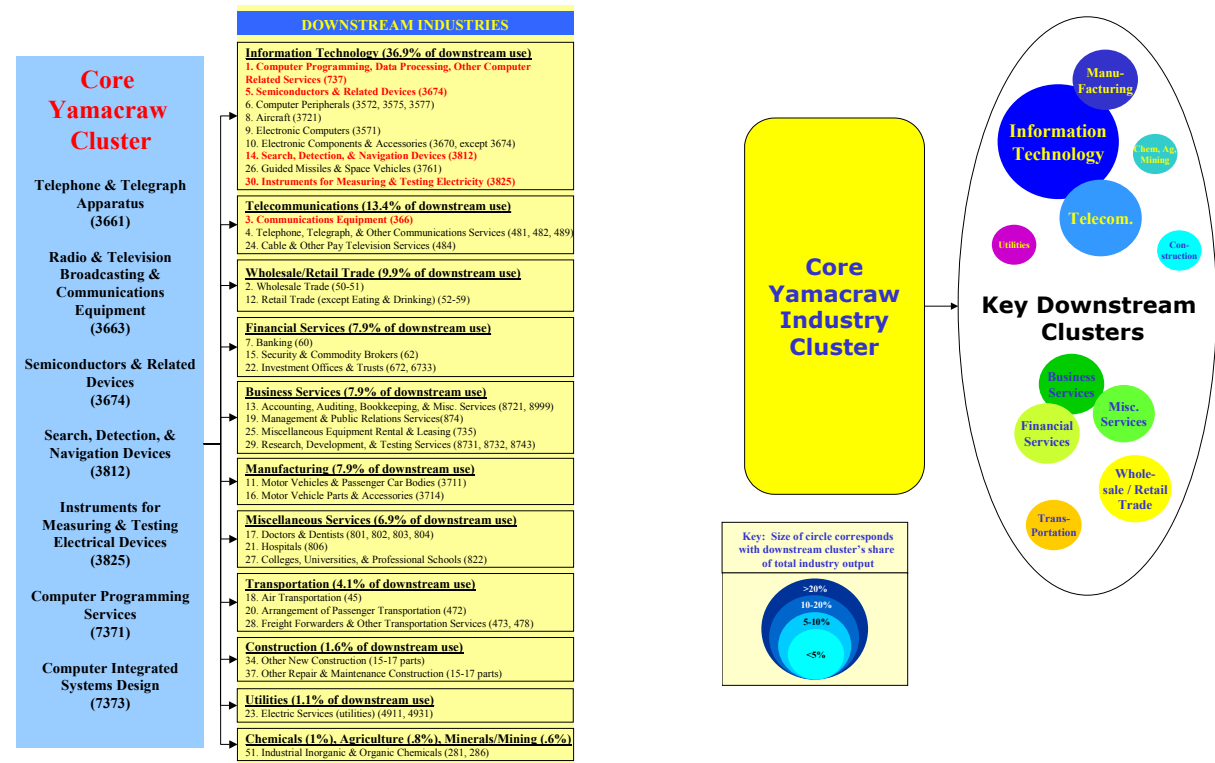 DOWNSTREAM INDUSTRIES
Core
Yamacraw
Cluster
Telephone & Telegraph
Apparatus
(3661)
Radio & Television
Broadcasting &
Communications
Equipment
(3663)
Semiconductors & Related
Devices
(3674)
Search, Detection, &
Navigation Devices
(3812)
Instruments for
Measuring & Testing
Electrical Devices
(3825)
Computer Programming
Services
(7371)
Computer Integrated
Systems Design
(7373)
Information Technology (36.9% of downstream use)
1. Computer Programming, Data Processing, Other Computer
Related Services (737)
5. Semiconductors & Related Devices (3674)
6. Computer Peripherals (3572, 3575, 3577)
8. Aircraft (3721)
9. Electronic Computers (3571)
10. Electronic Components & Accessories (3670, except 3674)
14. Search, Detection, & Navigation Devices (3812)
26. Guided Missiles & Space Vehicles (3761)
30. Instruments for Measuring & Testing Electricity (3825)
Telecommunications (13.4% of downstream use)
3. Communications Equipment (366)
4. Telephone, Telegraph, & Other Communications Services (481, 482, 489)
24. Cable & Other Pay Television Services (484)
Wholesale/Retail Trade (9.9% of downstream use)
2. Wholesale Trade (50-51)
12. Retail Trade (except Eating & Drinking) (52-59)
Financial Services (7.9% of downstream use)
7. Banking (60)
15. Security & Commodity Brokers (62)
22. Investment Offices & Trusts (672, 6733)
Business Services (7.9% of downstream use)
13. Accounting, Auditing, Bookkeeping, & Misc. Services (8721, 8999)
19. Management & Public Relations Services(874)
25. Miscellaneous Equipment Rental & Leasing (735)
29. Research, Development, & Testing Services (8731, 8732, 8743)
Manufacturing (7.9% of downstream use)
11. Motor Vehicles & Passenger Car Bodies (3711)
16. Motor Vehicle Parts & Accessories (3714)
Miscellaneous Services (6.9% of downstream use)
17. Doctors & Dentists (801, 802, 803, 804)
21. Hospitals (806)
27. Colleges, Universities, & Professional Schools (822)
Transportation (4.1% of downstream use)
18. Air Transportation (45)
20. Arrangement of Passenger Transportation (472)
28. Freight Forwarders & Other Transportation Services (473, 478)
Construction (1.6% of downstream use)
34. Other New Construction (15-17 parts)
37. Other Repair & Maintenance Construction (15-17 parts)
Utilities (1.1% of downstream use)
23. Electric Services (utilities) (4911, 4931)
Chemicals (1%), Agriculture (.8%), Minerals/Mining (.6%)
51. Industrial Inorganic & Organic Chemicals (281, 286)
Core
Yamacraw
Industry
Cluster
Key: Size of circle corresponds
with downstream cluster's share
of total industry output
>20%
10-20%
5-10%
<5%
Manu-
Facturing
Information
Technology
Chem, Ag,
Mining
Telecom.
Utilities
Con-
struction
Key Downstream
Clusters
Business
Services
Misc.
Services
Financial
Services
Whole-
sale / Retail
Trade
Trans-
Portation